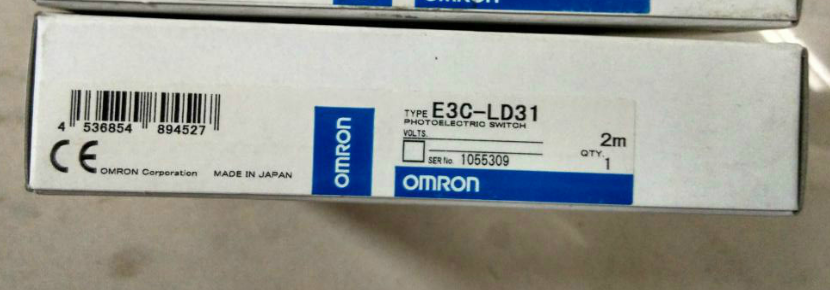 OMRON
4 536854 894527
CE
OMRON Corporation MADE IN JAPAN
OMRON
TYPE E3C-LD31
PHOTOELECTRIC SWITCH
VOLTS.
2m
SER No. 1055309
QTY. 1
OMRON